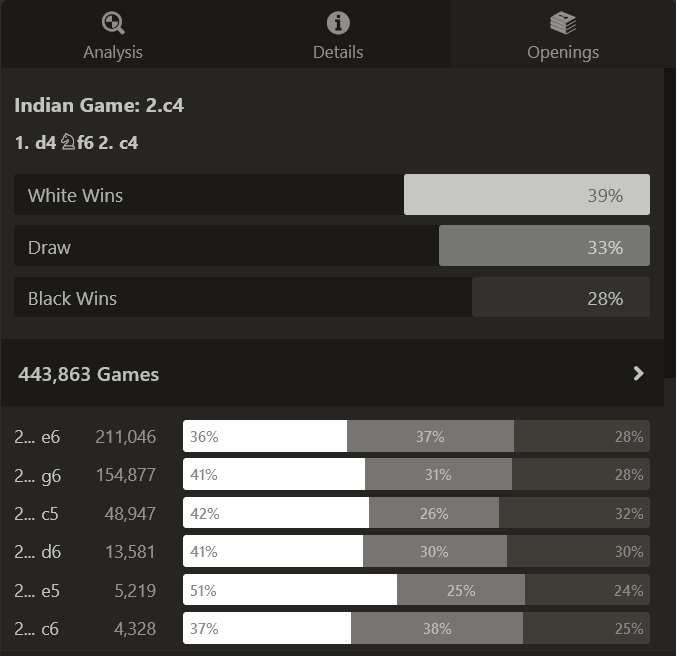 Analysis Details Openings
Indian Game: 2.c4
1. d4 ♘f6 2. c4
White Wins 39%
Draw 33%
Black Wins 28%
443,863 Games
2... e6 211,046 36% 37% 28%
2... g6 154,877 41% 31% 28%
2... c5 48,947 42% 26% 32%
2... d6 13,581 41% 30% 30%
2... e5 5,219 51% 25% 24%
2... c6 4,328 37% 38% 25%